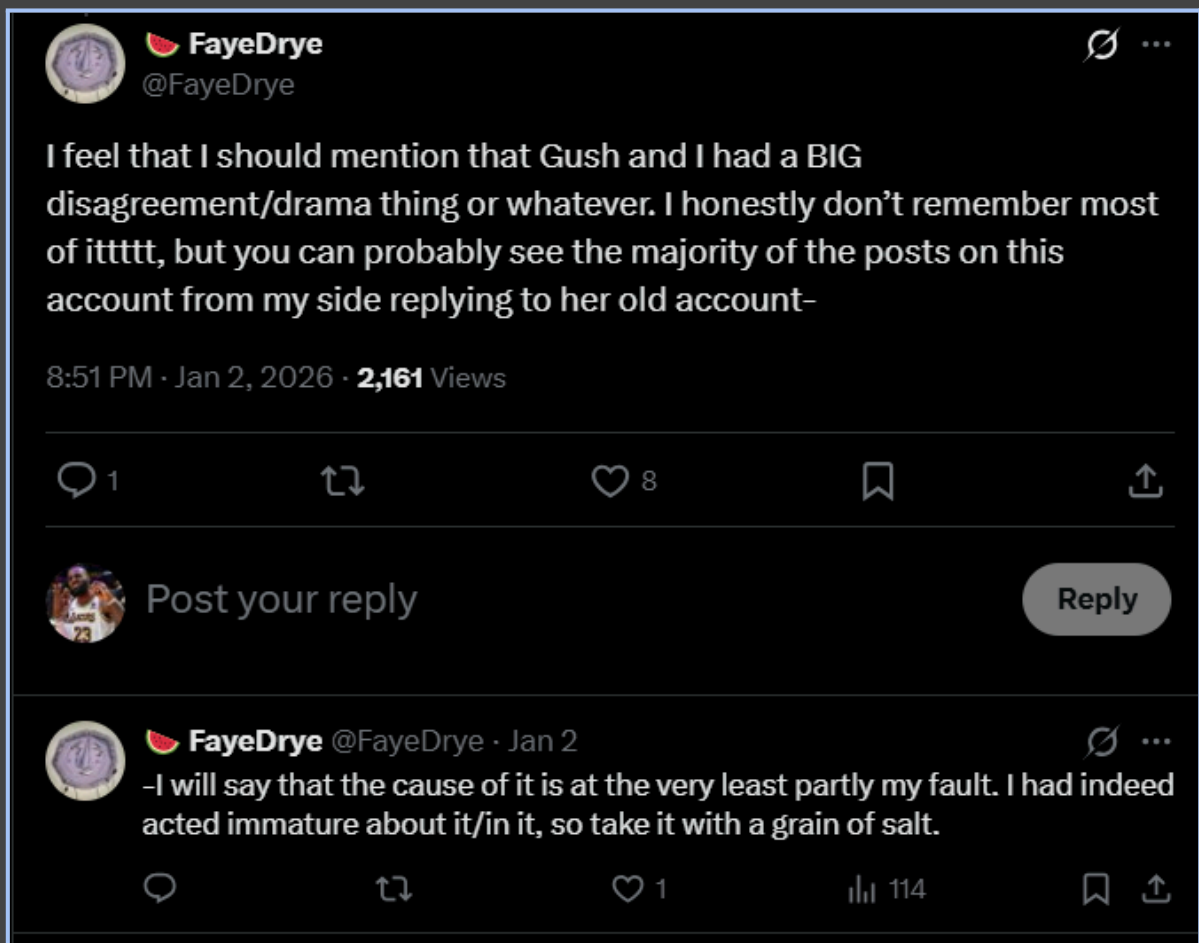 🍉 FayeDrye
@FayeDrye
I feel that I should mention that Gush and I had a BIG
disagreement/drama thing or whatever. I honestly don’t remember most
of ittttt, but you can probably see the majority of the posts on this
account from my side replying to her old account-
8:51 PM · Jan 2, 2026 · 2,161 Views
1
8
Post your reply
Reply
🍉 FayeDrye @FayeDrye · Jan 2
-I will say that the cause of it is at the very least partly my fault. I had indeed
acted immature about it/in it, so take it with a grain of salt.
1
114